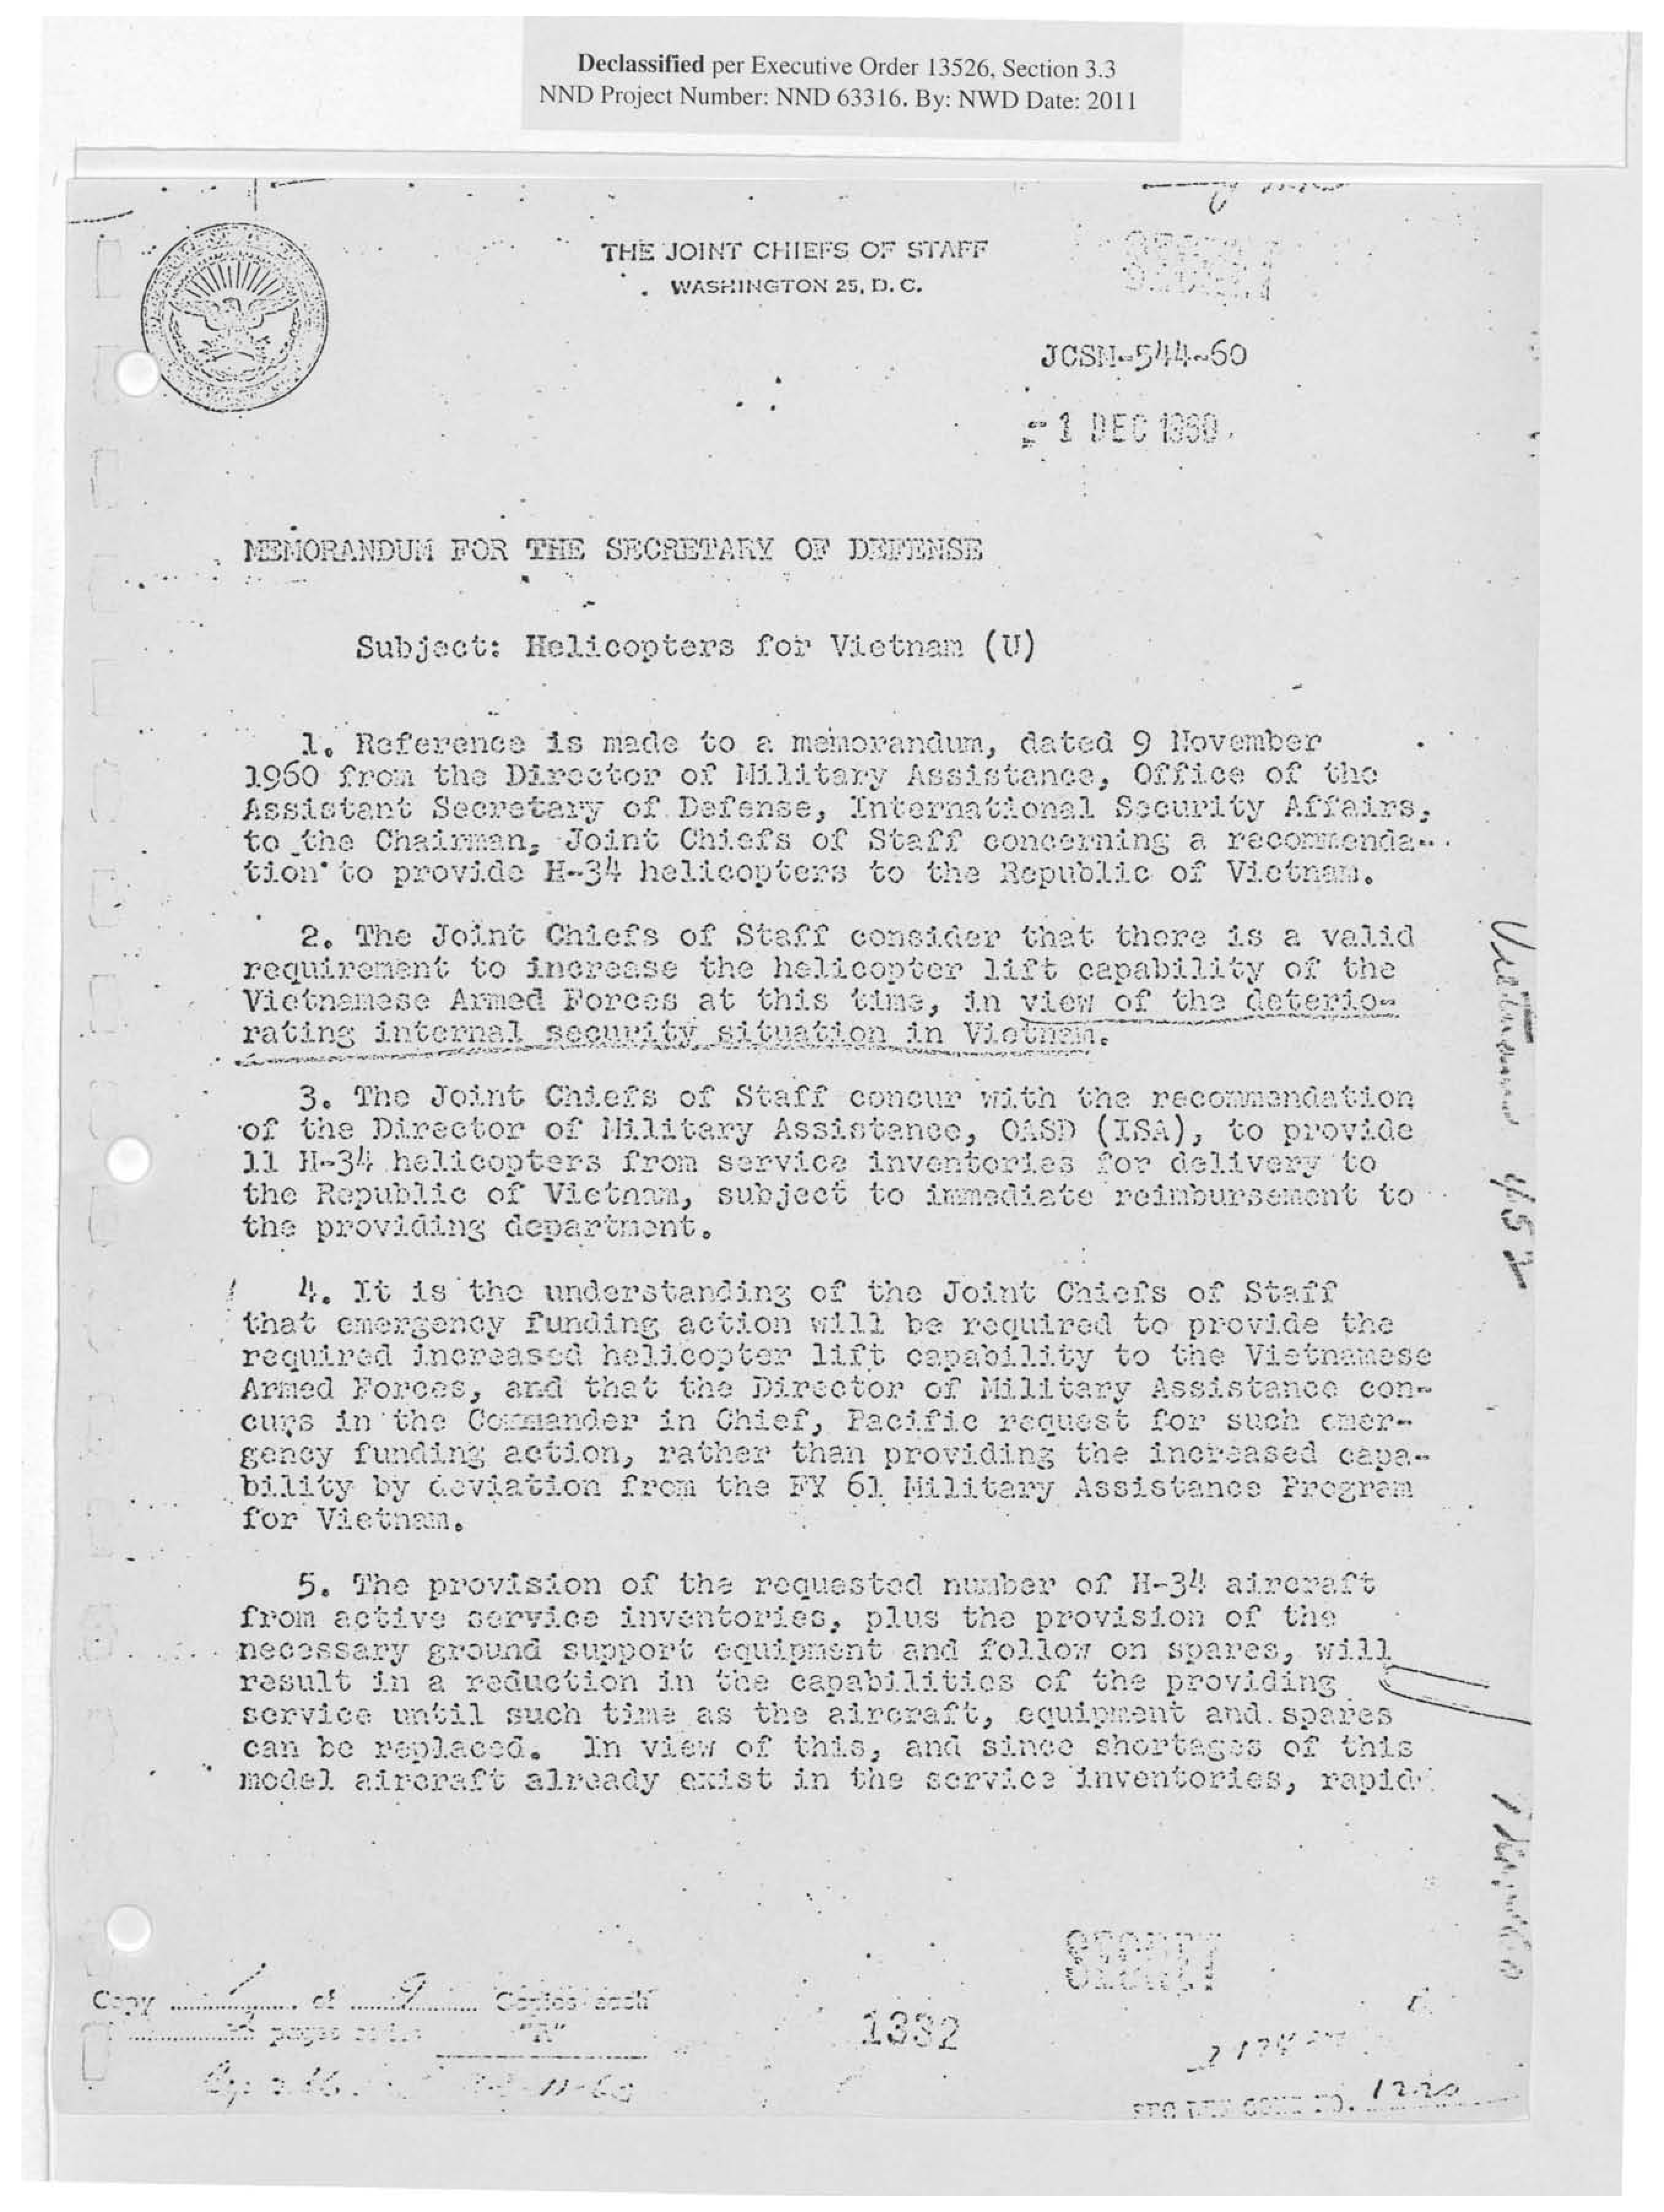 Declassified per Executive Order 13526, Section 3.3
NND Project Number: NND 63316. By: NWD Date: 2011
THE JOINT CHIEFS OF STAFF
WASHINGTON 25, D. C.
SECRET
JCSM-544-60
1 DEC 1960
MEMORANDUM FOR THE SECRETARY OF DEFENSE
Subject: Helicopters for Vietnam (U)
1. Reference is made to a memorandum, dated 9 November
1960 from the Director of Military Assistance, Office of the
Assistant Secretary of Defense, International Security Affairs,
to the Chairman, Joint Chiefs of Staff concerning a recommenda-
tion to provide H-34 helicopters to the Republic of Vietnam.
2. The Joint Chiefs of Staff consider that there is a valid
requirement to increase the helicopter lift capability of the
Vietnamese Armed Forces at this time, in view of the deterio-
rating internal security situation in Vietnam.
3. The Joint Chiefs of Staff concur with the recommendation
of the Director of Military Assistance, OASD (ISA), to provide
11 H-34 helicopters from service inventories for delivery to
the Republic of Vietnam, subject to immediate reimbursement to
the providing department.
4. It is the understanding of the Joint Chiefs of Staff
that emergency funding action will be required to provide the
required increased helicopter lift capability to the Vietnamese
Armed Forces, and that the Director of Military Assistance con-
curs in the Commander in Chief, Pacific request for such emer-
gency funding action, rather than providing the increased capa-
bility by deviation from the FY 61 Military Assistance Program
for Vietnam.
5. The provision of the requested number of H-34 aircraft
from active service inventories, plus the provision of the
necessary ground support equipment and follow on spares, will
result in a reduction in the capabilities of the providing
service until such time as the aircraft, equipment and spares
can be replaced. In view of this, and since shortages of this
model aircraft already exist in the service inventories, rapid
SECRET
Copy 1 of 9 Copies each
pages series "A"
1332
SEC DEF CONT NO. 1220